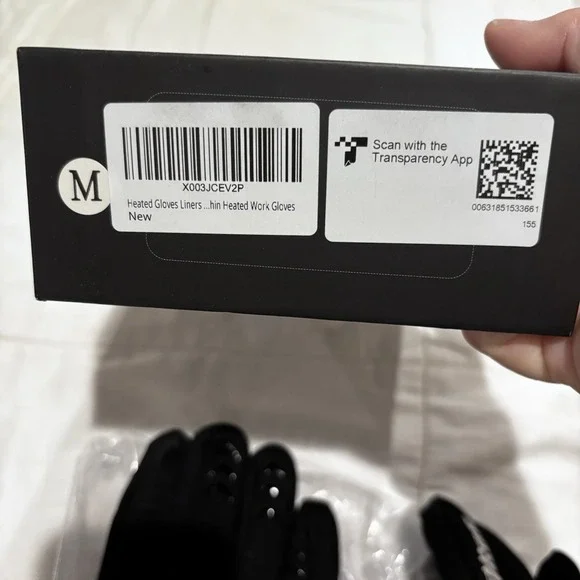 M
X003JCEV2P
Heated Gloves Liners ...hin Heated Work Gloves
New
Scan with the
Transparency App
00631851533661
155